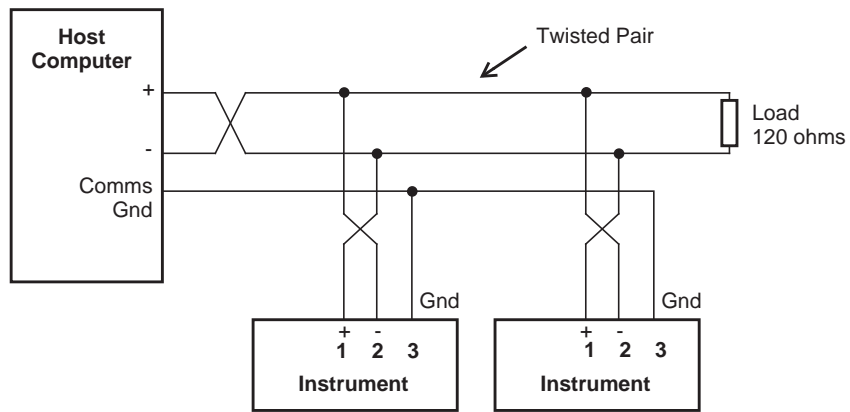 Host
Computer
Twisted Pair
+
Load
120 ohms
-
Comms
Gnd
Gnd
Gnd
+ -
1 2 3
Instrument
+ -
1 2 3
Instrument